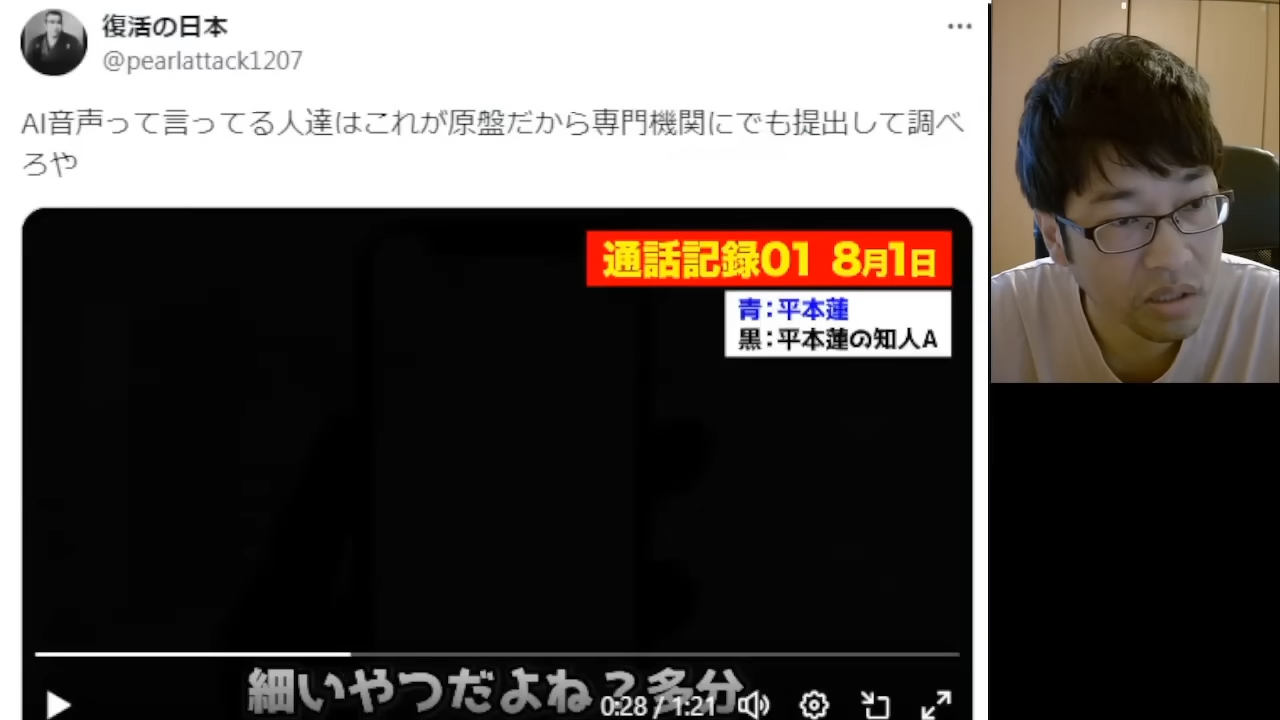 復活の日本
@pearlattack1207
AI音声って言ってる人達はこれが原盤だから専門機関にでも提出して調べ
ろや
通話記録01 8月1日
青：平本蓮
黒：平本蓮の知人A
細いやつだよね？多分
0:28 / 1:21